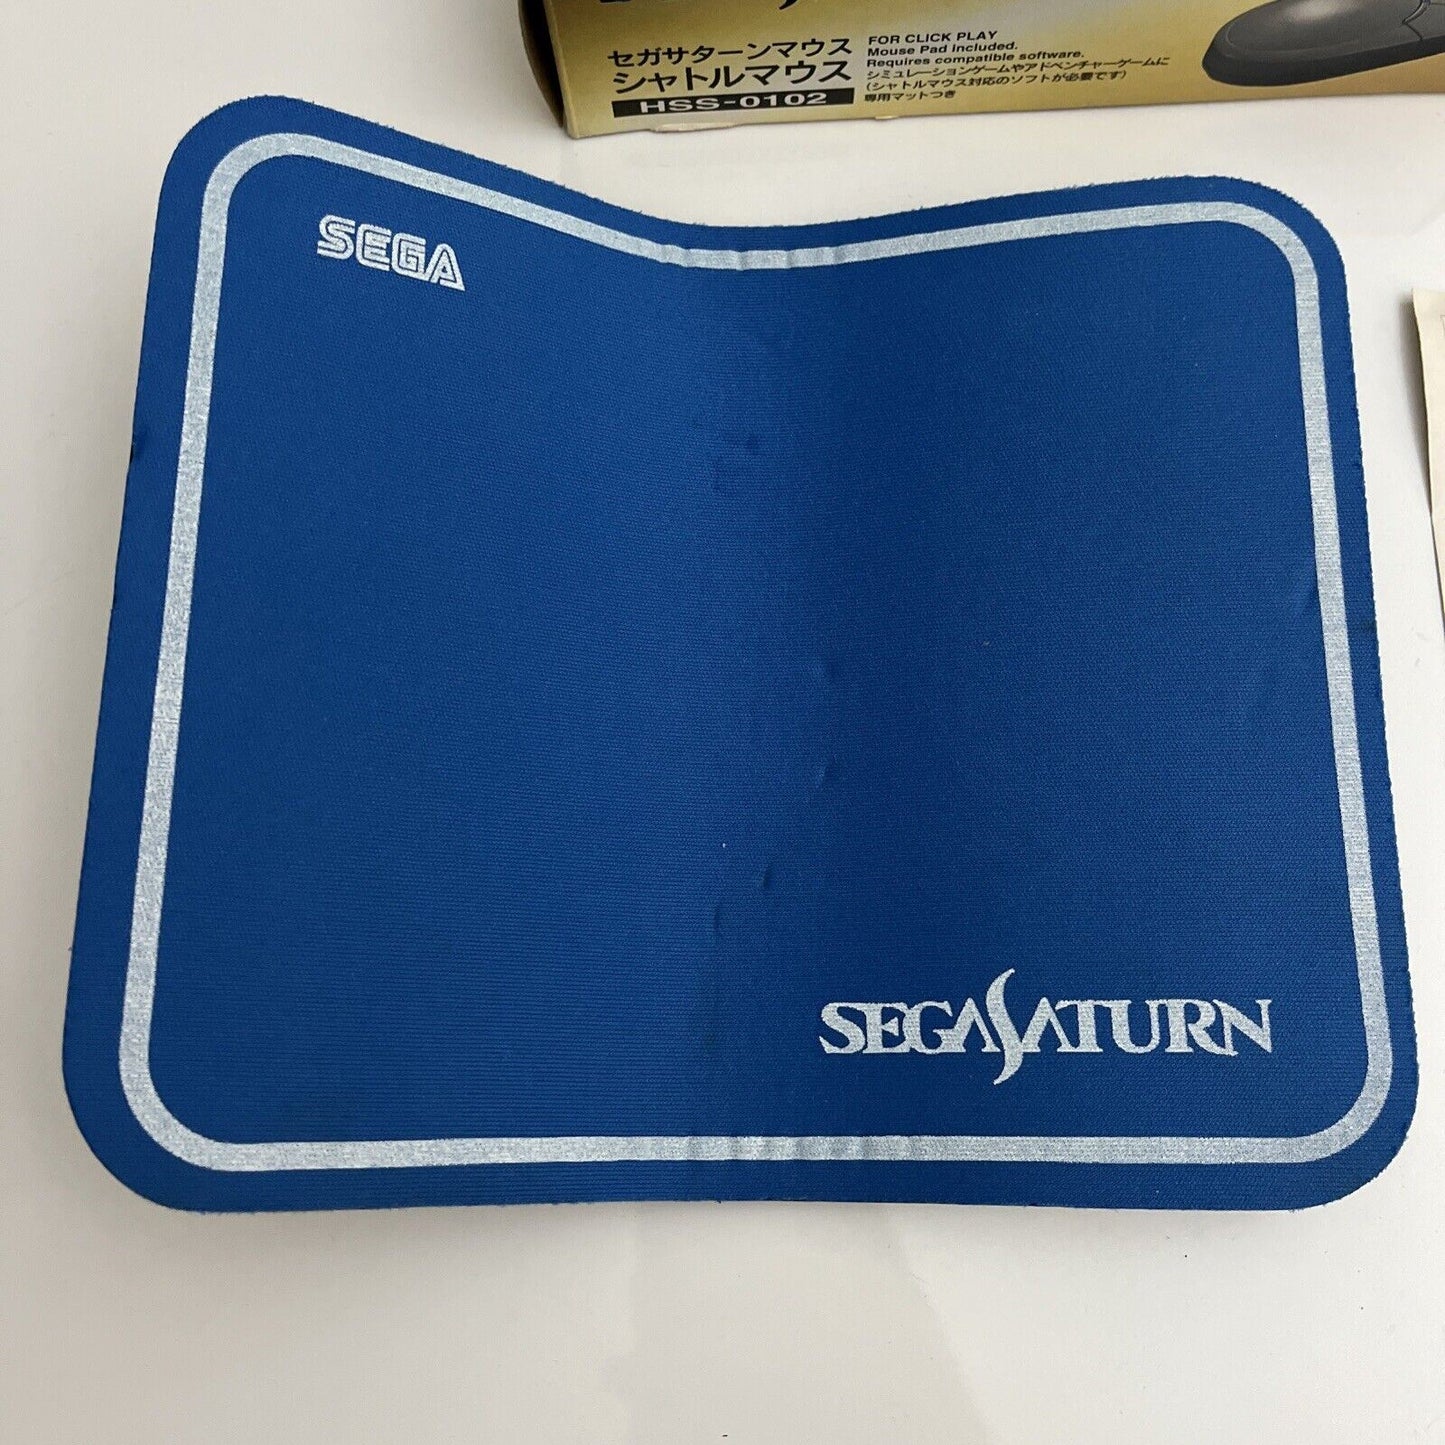 セガサターンマウス
シャトルマウス
HSS-0102
FOR CLICK PLAY
Mouse Pad Included.
Requires compatible software.
シミュレーションゲームやアドベンチャーゲームに
(シャトルマウス対応のソフトが必要です)
専用マットつき
SEGA
SEGA SATURN